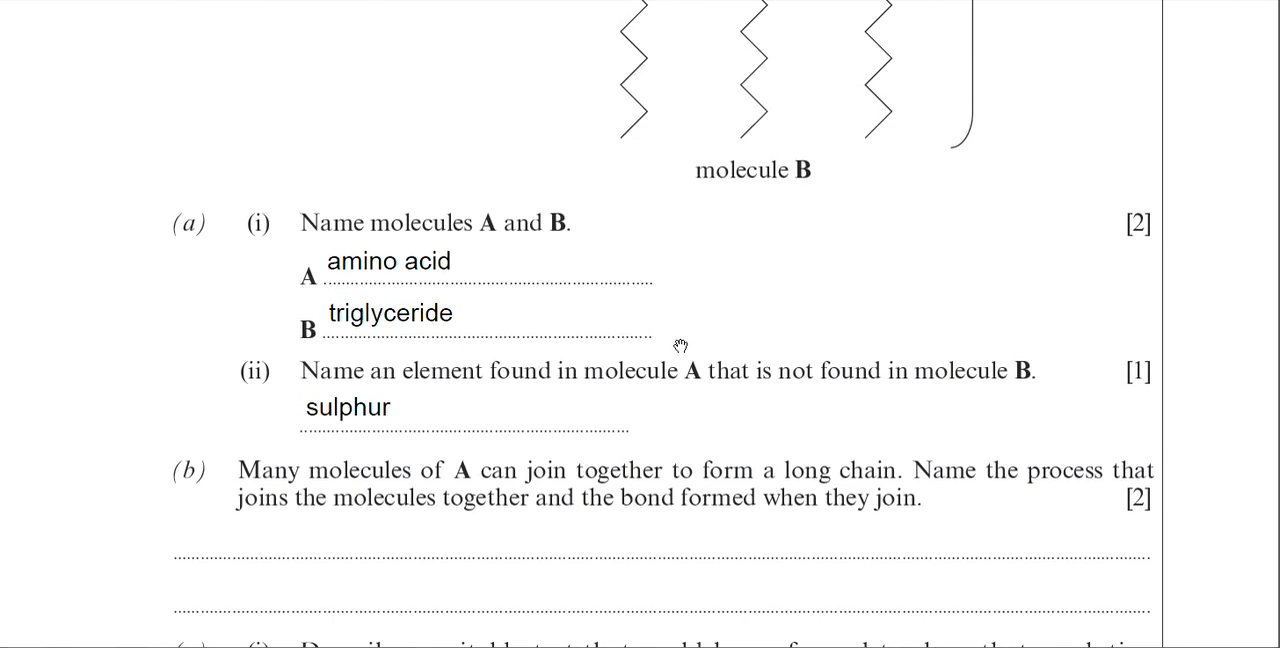 molecule B
(a) (i) Name molecules A and B. [2]
A amino acid
B triglyceride
(ii) Name an element found in molecule A that is not found in molecule B. [1]
sulphur
(b) Many molecules of A can join together to form a long chain. Name the process that
joins the molecules together and the bond formed when they join. [2]